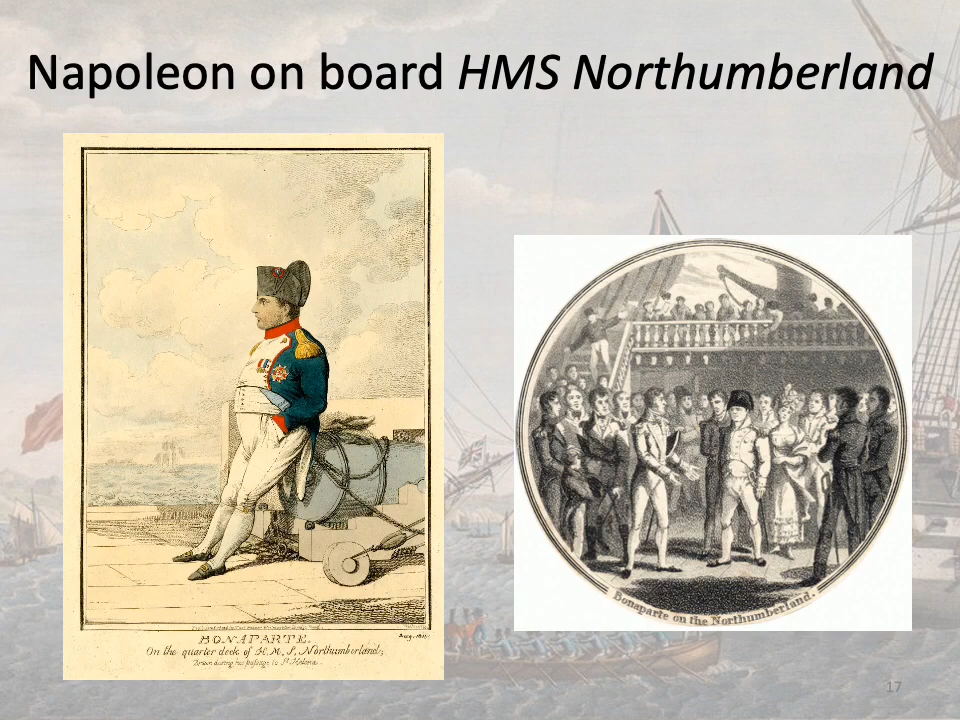 Napoleon on board HMS Northumberland
BONAPARTE.
On the quarter deck of H.M.S. Northumberland;
Drawn during his passage to St Helena.
Bonaparte on the Northumberland.
17